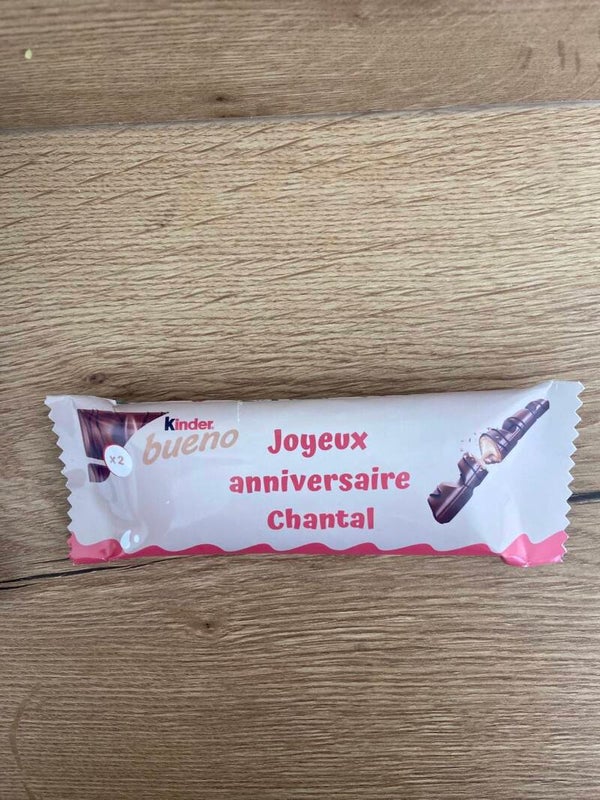 Kinder
bueno
x2
Joyeux
anniversaire
Chantal